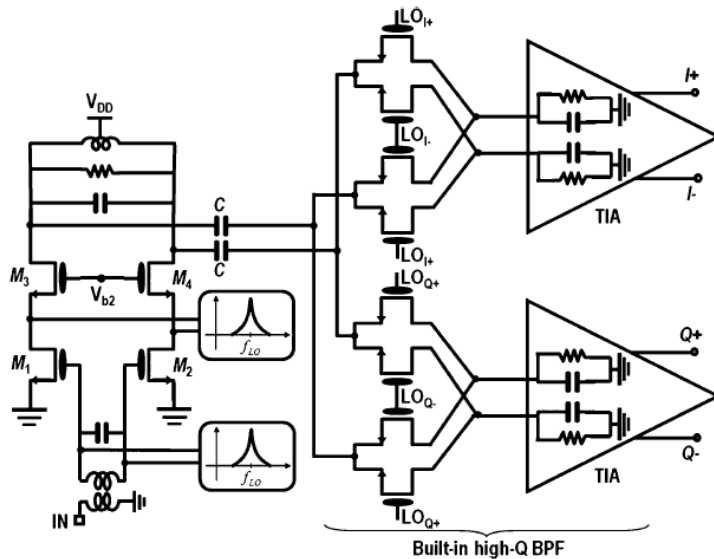 LO_I+
V_DD
LO_I-
I+
I-
TIA
C
C
M_3
M_4
V_b2
LO_I+
LO_Q+
f_LO
M_1
M_2
LO_Q-
Q+
Q-
TIA
f_LO
IN
LO_Q+
Built-in high-Q BPF